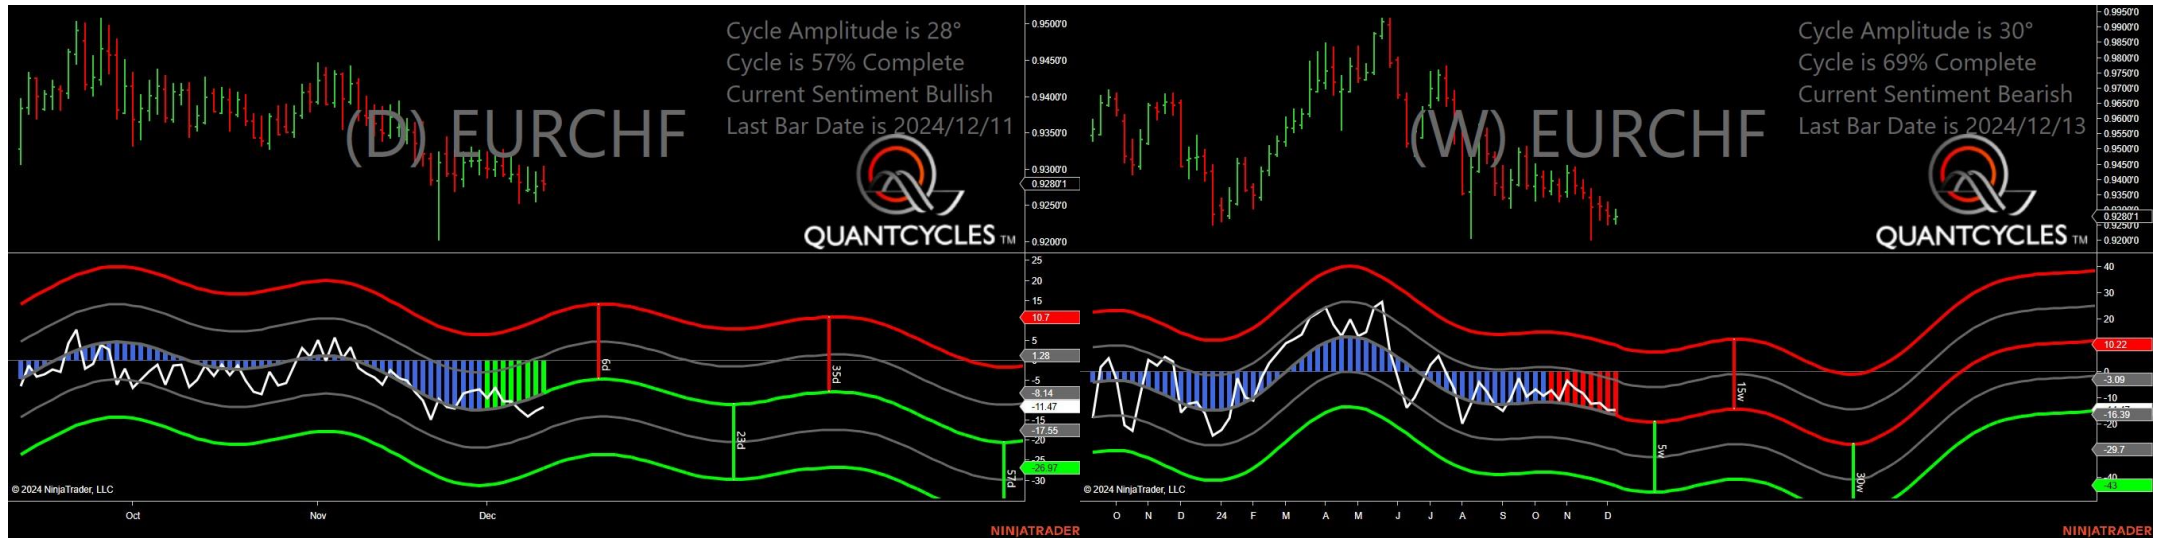 Cycle Amplitude is 28°
Cycle is 57% Complete
Current Sentiment Bullish
Last Bar Date is 2024/12/11
(D) EURCHF
QUANTCYCLES TM
0.9500'0
0.9450'0
0.9400'0
0.9350'0
0.9300'0
0.9280'1
0.9250'0
0.9200'0
25
20
15
10.7
5
1.28
-5
-8.14
-11.47
-15
-17.55
-20
-25
-26.97
-30
6d
23d
35d
57d
© 2024 NinjaTrader, LLC
Oct
Nov
Dec
NINJATRADER
Cycle Amplitude is 30°
Cycle is 69% Complete
Current Sentiment Bearish
Last Bar Date is 2024/12/13
(W) EURCHF
QUANTCYCLES TM
0.9950'0
0.9900'0
0.9850'0
0.9800'0
0.9750'0
0.9700'0
0.9650'0
0.9600'0
0.9550'0
0.9500'0
0.9450'0
0.9400'0
0.9350'0
0.9280'1
0.9250'0
0.9200'0
40
30
20
10.22
0
-3.09
-10
-16.39
-20
-29.7
-40
-43
5w
15w
30w
© 2024 NinjaTrader, LLC
O N D 24 F M A M J J A S O N D
NINJATRADER